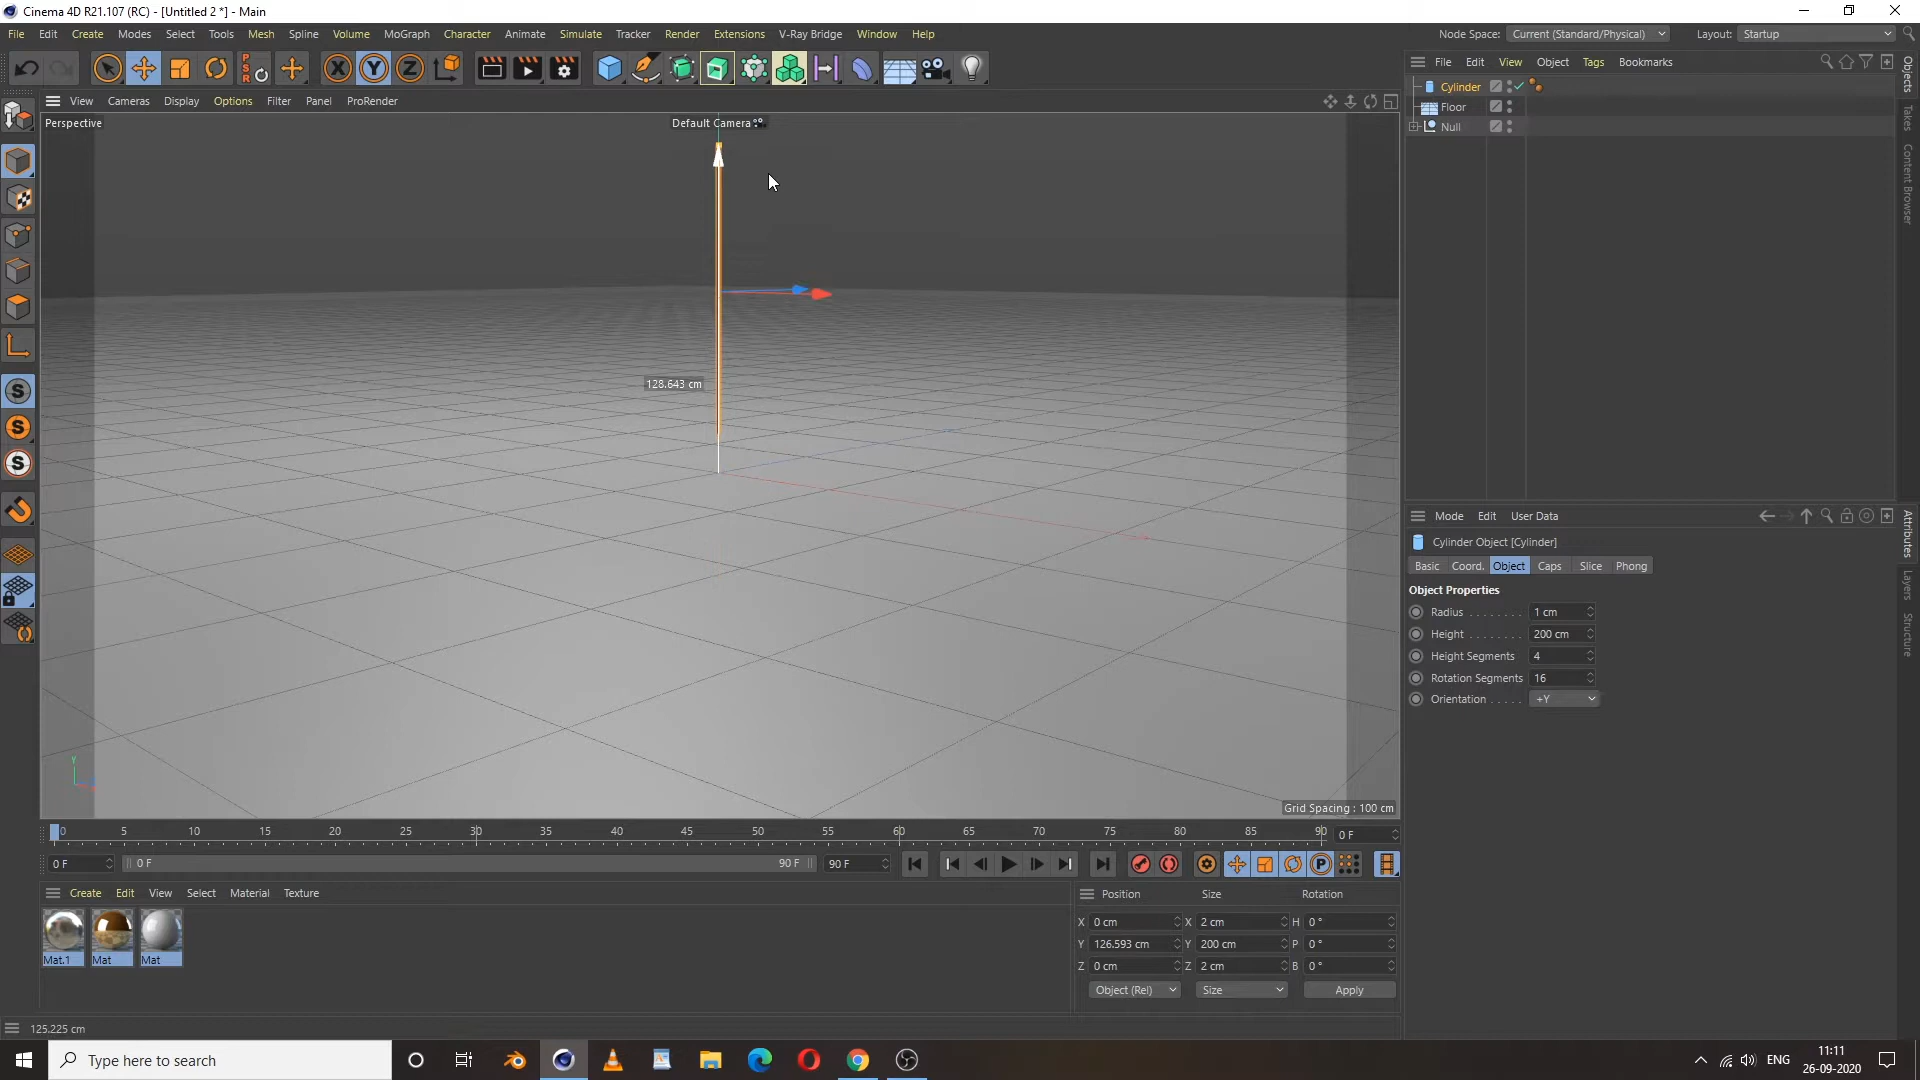 Cinema 4D R21.107 (RC) - [Untitled 2 *] - Main
File Edit Create Modes Select Tools Mesh Spline Volume MoGraph Character Animate Simulate Tracker Render Extensions V-Ray Bridge Window Help Node Space: Current (Standard/Physical) Layout: Startup
X Y Z
PSR
File Edit View Object Tags Bookmarks
Cylinder
Floor
Null
Objects
Takes
Content Browser
View Cameras Display Options Filter Panel ProRender
Perspective
Default Camera
128.643 cm
Y
Grid Spacing : 100 cm
Mode Edit User Data
Cylinder Object [Cylinder]
Basic Coord. Object Caps Slice Phong
Object Properties
Radius . . . . . . . . 1 cm
Height . . . . . . . . 200 cm
Height Segments 4
Rotation Segments 16
Orientation . . . . . +Y
Attributes
Layers
Structure
0 5 10 15 20 25 30 35 40 45 50 55 60 65 70 75 80 85 90 0 F
0 F 0 F 90 F 90 F
Create Edit View Select Material Texture
Mat.1 Mat Mat
Position Size Rotation
X 0 cm X 2 cm H 0 °
Y 126.593 cm Y 200 cm P 0 °
Z 0 cm Z 2 cm B 0 °
Object (Rel) Size Apply
125.225 cm
Type here to search
ENG
11:11
26-09-2020